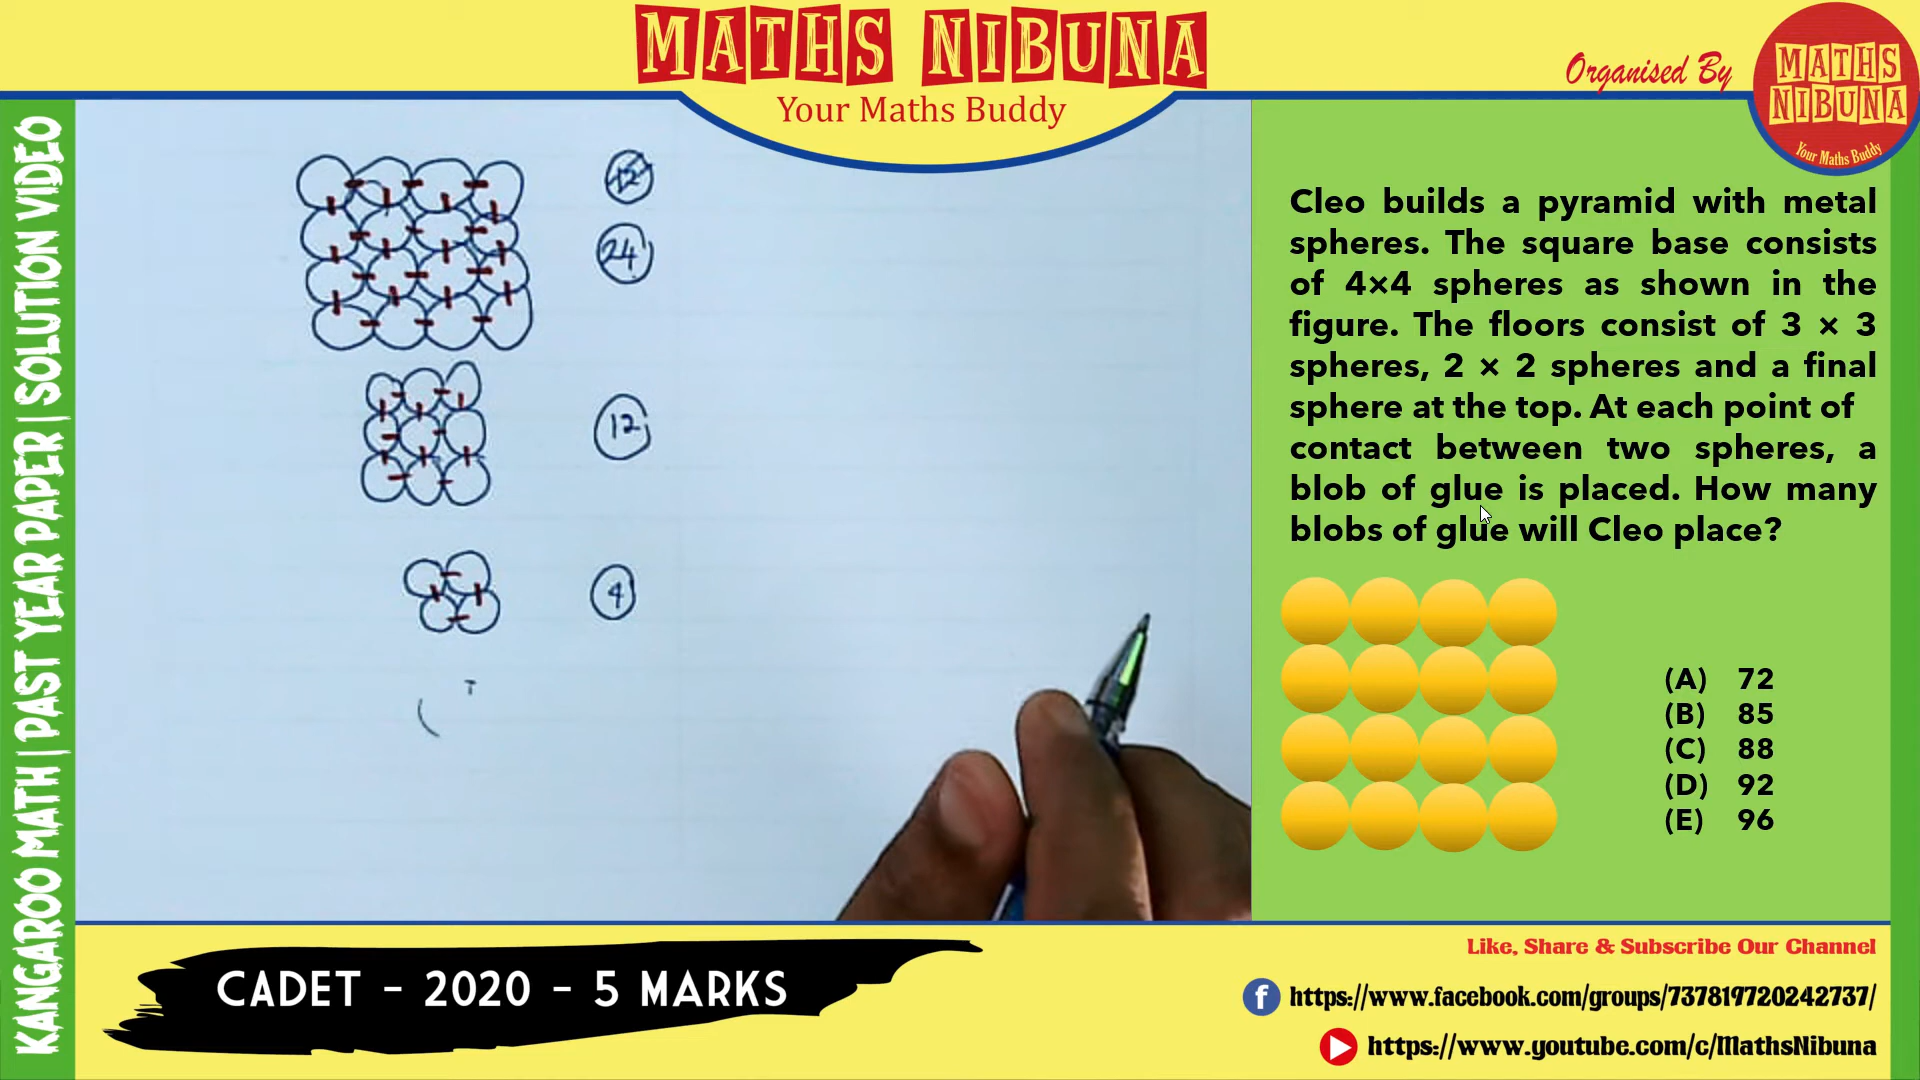 MATHS NIBUNA
Your Maths Buddy
Organised By
MATHS
NIBUNA
Your Maths Buddy
KANGAROO MATH | PAST YEAR PAPER | SOLUTION VIDEO
12
24
12
4
Cleo builds a pyramid with metal
spheres. The square base consists
of 4×4 spheres as shown in the
figure. The floors consist of 3 × 3
spheres, 2 × 2 spheres and a final
sphere at the top. At each point of
contact between two spheres, a
blob of glue is placed. How many
blobs of glue will Cleo place?
(A) 72
(B) 85
(C) 88
(D) 92
(E) 96
CADET - 2020 - 5 MARKS
Like, Share & Subscribe Our Channel
https://www.facebook.com/groups/737819720242737/
https://www.youtube.com/c/MathsNibuna